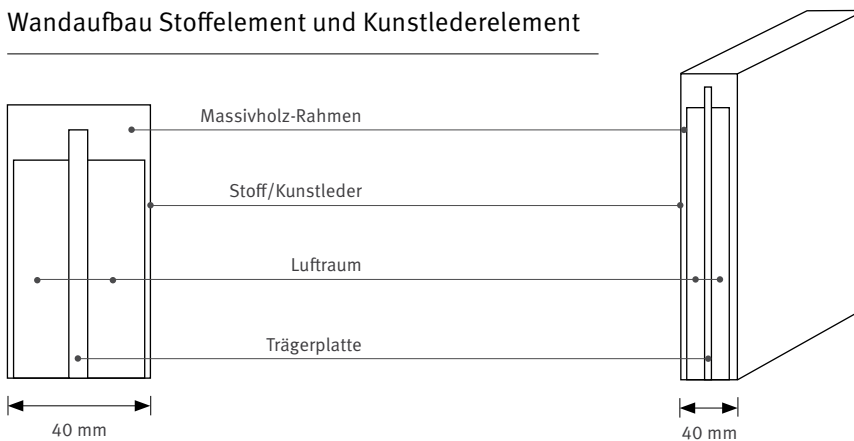 Wandaufbau Stoffelement und Kunstlederelement
Massivholz-Rahmen
Stoff/Kunstleder
Luftraum
Trägerplatte
40 mm
40 mm